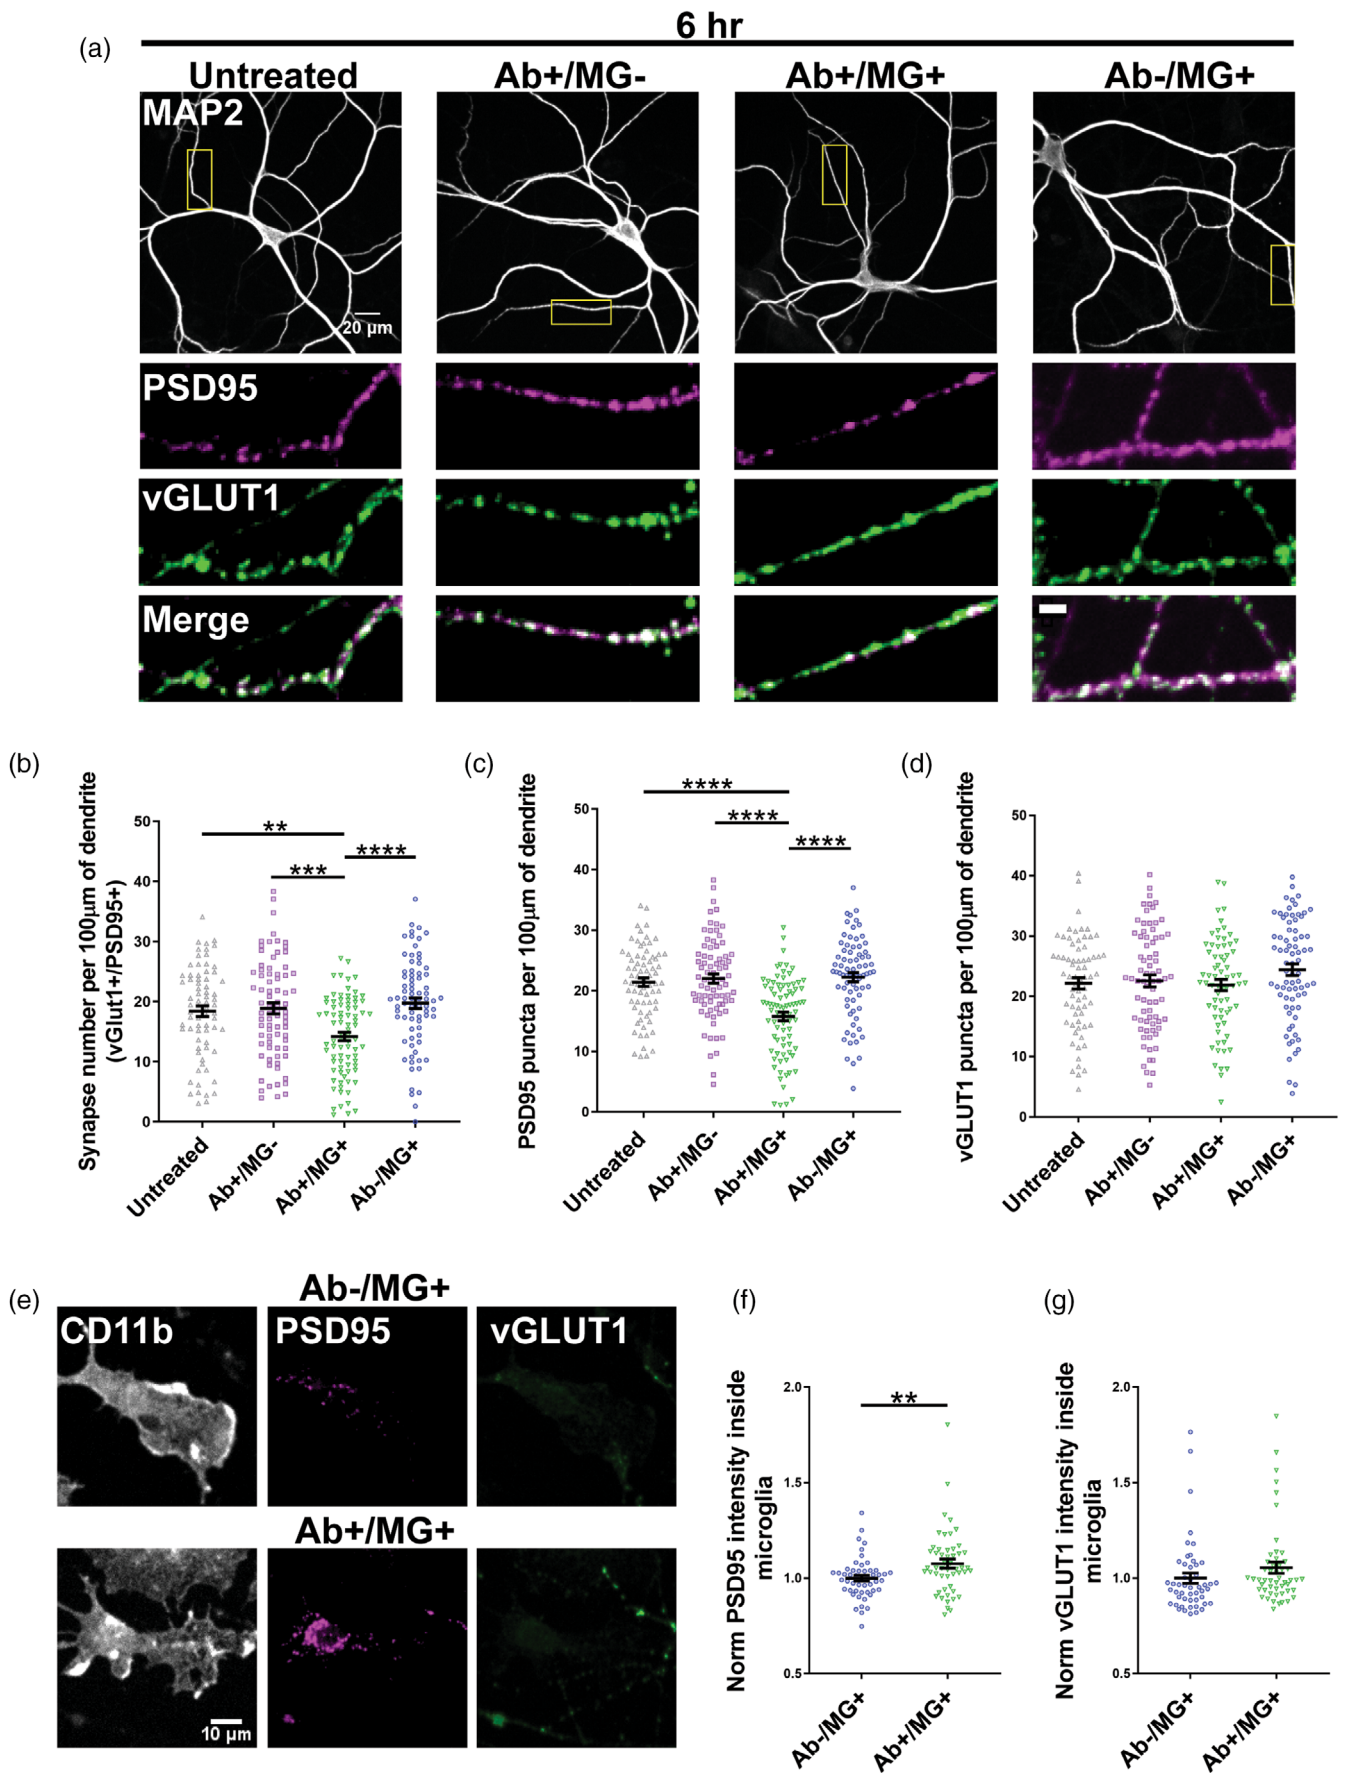 6 hr
(a)
Untreated
Ab+/MG-
Ab+/MG+
Ab-/MG+
MAP2
20 µm
PSD95
vGLUT1
Merge
(b)
Synapse number per 100µm of dendrite
(vGlut1+/PSD95+)
50
40
30
20
10
0
**
***
****
Untreated
Ab+/MG-
Ab+/MG+
Ab-/MG+
(c)
PSD95 puncta per 100µm of dendrite
50
40
30
20
10
0
****
****
****
Untreated
Ab+/MG-
Ab+/MG+
Ab-/MG+
(d)
vGLUT1 puncta per 100µm of dendrite
50
40
30
20
10
0
Untreated
Ab+/MG-
Ab+/MG+
Ab-/MG+
(e)
Ab-/MG+
CD11b
PSD95
vGLUT1
Ab+/MG+
10 µm
(f)
Norm PSD95 intensity inside
microglia
2.0
1.5
1.0
0.5
**
Ab-/MG+
Ab+/MG+
(g)
Norm vGLUT1 intensity inside
microglia
2.0
1.5
1.0
0.5
Ab-/MG+
Ab+/MG+